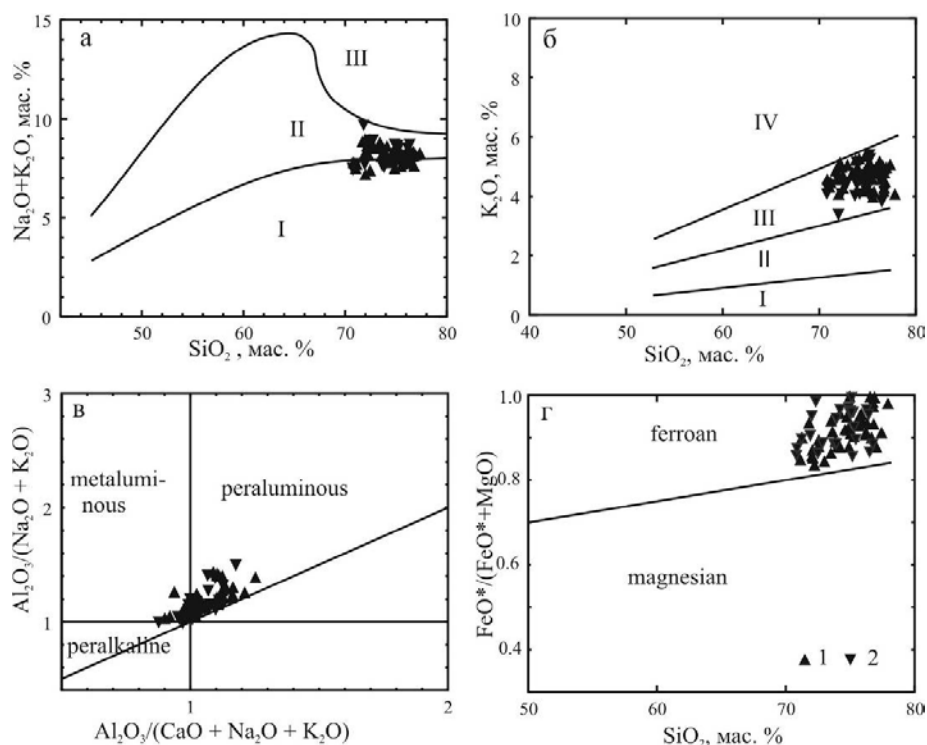 а
Na₂O+K₂O, мас. %
15
10
5
0
III
II
I
50
60
70
80
SiO₂ , мас. %
б
K₂O, мас. %
10
8
6
4
2
0
IV
III
II
I
40
50
60
70
80
SiO₂, мас. %
в
Al₂O₃/(Na₂O + K₂O)
3
2
1
metalumi-
nous
peraluminous
peralkaline
1
2
Al₂O₃/(CaO + Na₂O + K₂O)
г
FeO*/(FeO*+MgO)
1.0
0.8
0.6
0.4
ferroan
magnesian
▲ 1 ▼ 2
50
60
70
80
SiO₂, мас. %